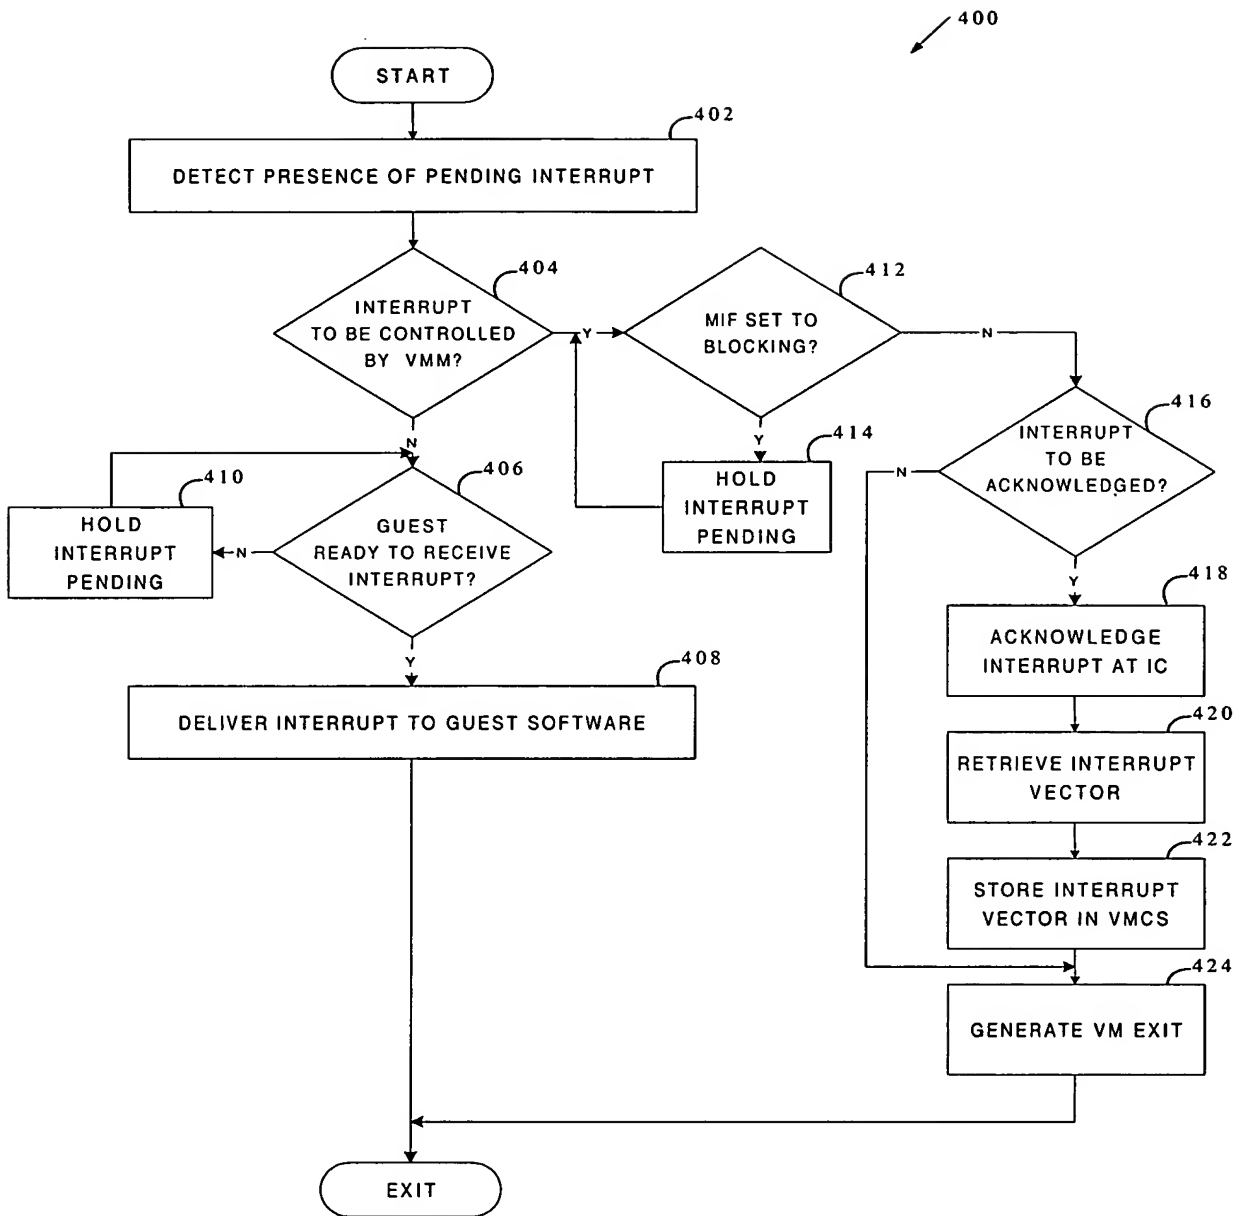 400
START
402
DETECT PRESENCE OF PENDING INTERRUPT
404
INTERRUPT
TO BE CONTROLLED
BY VMM?
Y
N
412
MIF SET TO
BLOCKING?
N
Y
414
HOLD
INTERRUPT
PENDING
416
INTERRUPT
TO BE
ACKNOWLEDGED?
N
Y
406
GUEST
READY TO RECEIVE
INTERRUPT?
N
Y
410
HOLD
INTERRUPT
PENDING
408
DELIVER INTERRUPT TO GUEST SOFTWARE
418
ACKNOWLEDGE
INTERRUPT AT IC
420
RETRIEVE INTERRUPT
VECTOR
422
STORE INTERRUPT
VECTOR IN VMCS
424
GENERATE VM EXIT
EXIT